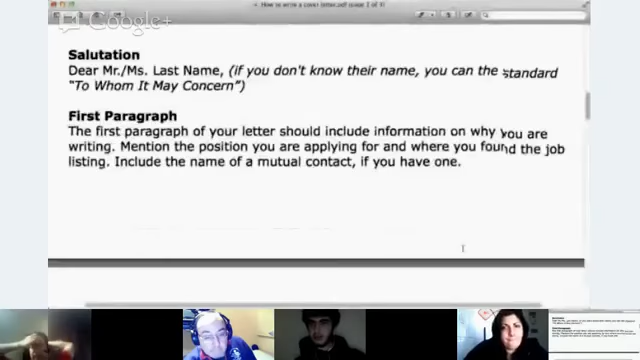 How to write a cover letter.pdf (page 1 of 3)
Google+
Salutation
Dear Mr./Ms. Last Name, (if you don't know their name, you can the standard
"To Whom It May Concern")
First Paragraph
The first paragraph of your letter should include information on why you are
writing. Mention the position you are applying for and where you found the job
listing. Include the name of a mutual contact, if you have one.